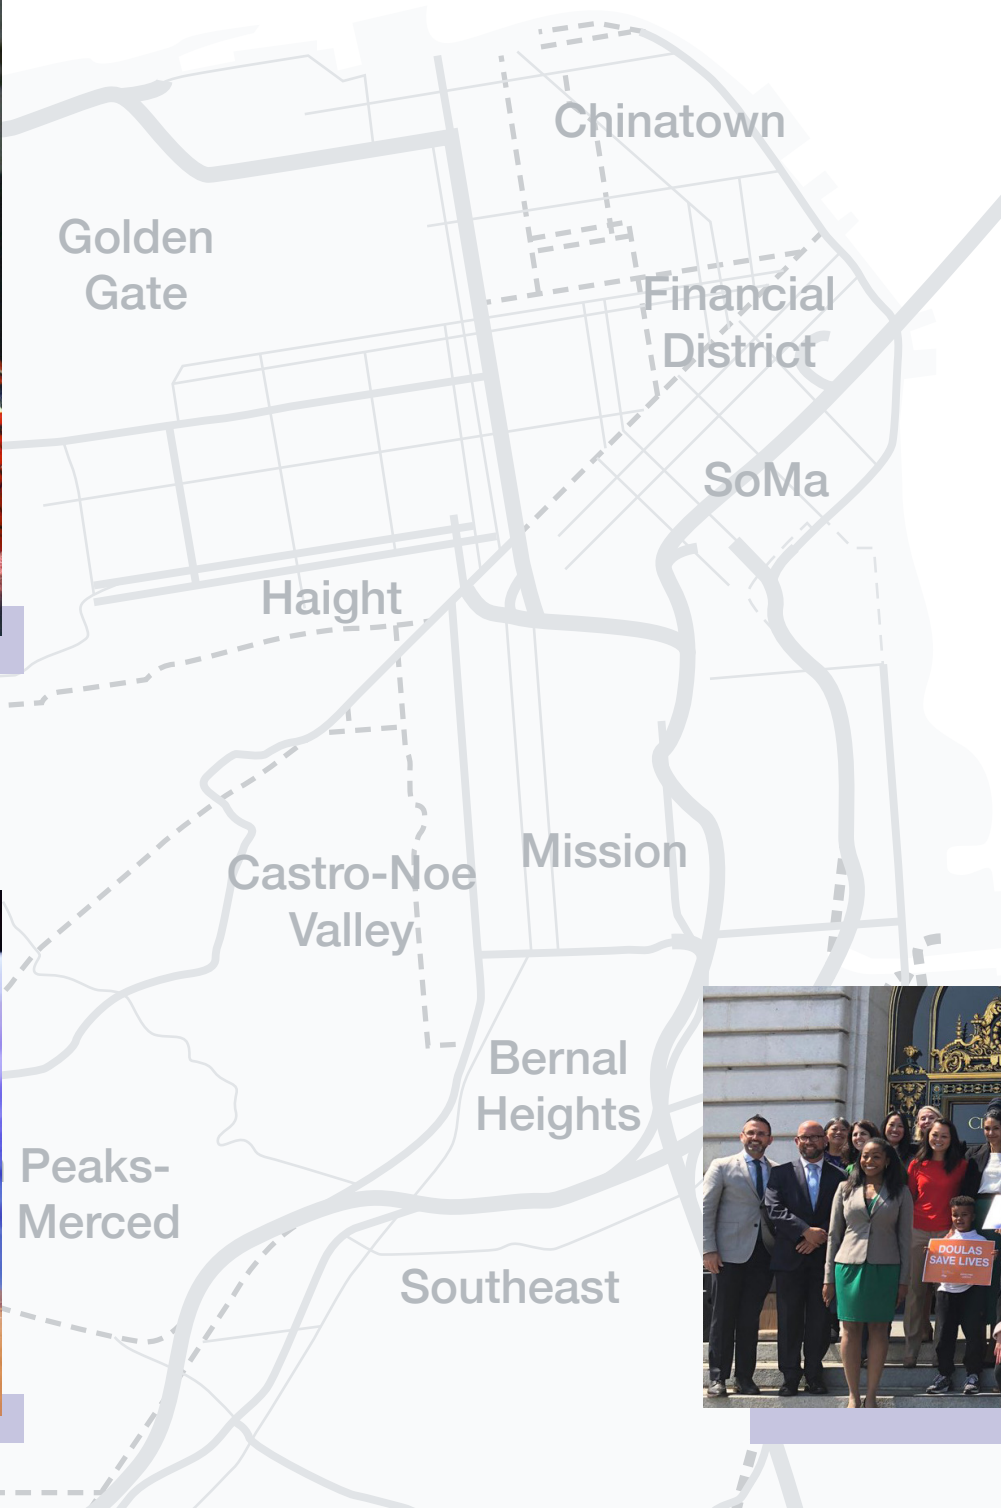 Chinatown
Golden
Gate
Financial
District
SoMa
Haight
Mission
Castro-Noe
Valley
Bernal
Heights
Peaks-
Merced
Southeast
DOULAS
SAVE LIVES